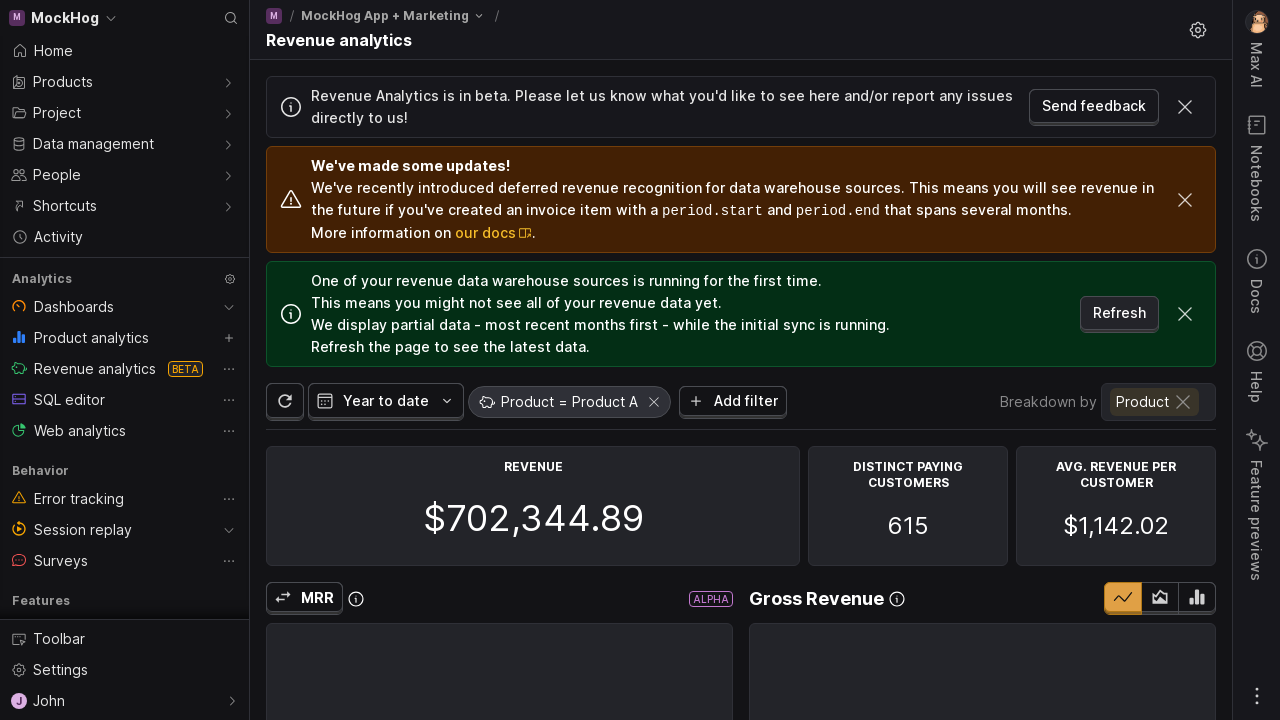 M MockHog
Home
Products
Project
Data management
People
Shortcuts
Activity
Analytics
Dashboards
Product analytics
Revenue analytics BETA
SQL editor
Web analytics
Behavior
Error tracking
Session replay
Surveys
Features
Toolbar
Settings
J John
M / MockHog App + Marketing /
Revenue analytics
Revenue Analytics is in beta. Please let us know what you'd like to see here and/or report any issues
directly to us!
Send feedback
We've made some updates!
We've recently introduced deferred revenue recognition for data warehouse sources. This means you will see revenue in
the future if you've created an invoice item with a period.start and period.end that spans several months.
More information on our docs.
One of your revenue data warehouse sources is running for the first time.
This means you might not see all of your revenue data yet.
We display partial data - most recent months first - while the initial sync is running.
Refresh the page to see the latest data.
Refresh
Year to date
Product = Product A
Add filter
Breakdown by Product
REVENUE
$702,344.89
DISTINCT PAYING
CUSTOMERS
615
AVG. REVENUE PER
CUSTOMER
$1,142.02
MRR
ALPHA
Gross Revenue
Max AI
Notebooks
Docs
Help
Feature previews